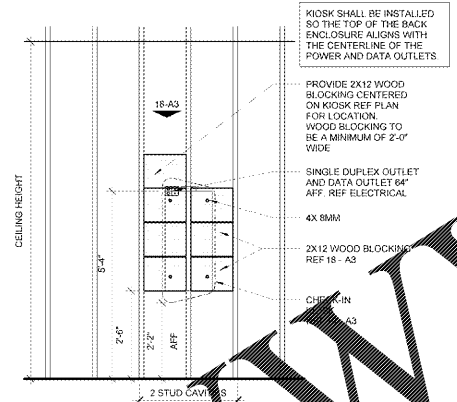 KIOSK SHALL BE INSTALLED
SO THE TOP OF THE BACK
ENCLOSURE ALIGNS WITH
THE CENTERLINE OF THE
POWER AND DATA OUTLETS.
PROVIDE 2X12 WOOD
BLOCKING CENTERED
ON KIOSK REF PLAN
FOR LOCATION.
WOOD BLOCKING TO
BE A MINIMUM OF 2'-0"
WIDE
18-A3
SINGLE DUPLEX OUTLET
AND DATA OUTLET 64"
AFF. REF ELECTRICAL
4X 8MM
2X12 WOOD BLOCKING
REF 18 - A3
CHECK-IN
A3
CEILING HEIGHT
5'-4"
2'-6"
2'-2"
AFF
2 STUD CAVITIES